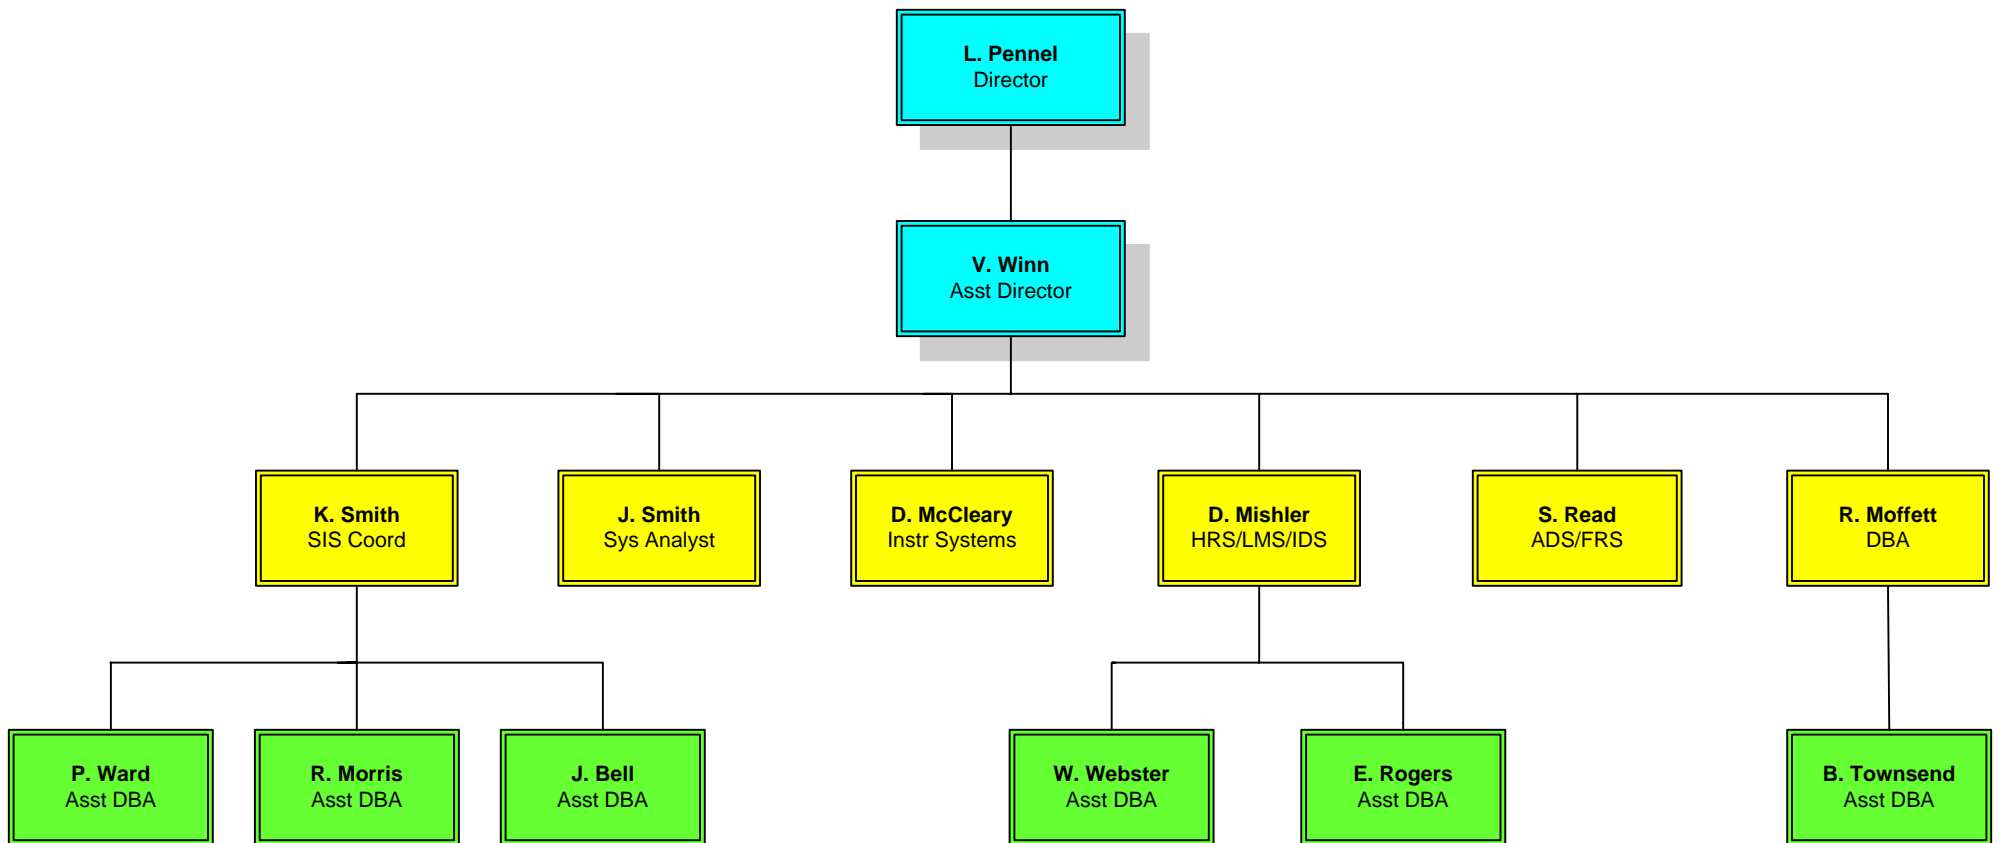 L. Pennel
Director
V. Winn
Asst Director
K. Smith
SIS Coord
J. Smith
Sys Analyst
D. McCleary
Instr Systems
D. Mishler
HRS/LMS/IDS
S. Read
ADS/FRS
R. Moffett
DBA
P. Ward
Asst DBA
R. Morris
Asst DBA
J. Bell
Asst DBA
W. Webster
Asst DBA
E. Rogers
Asst DBA
B. Townsend
Asst DBA